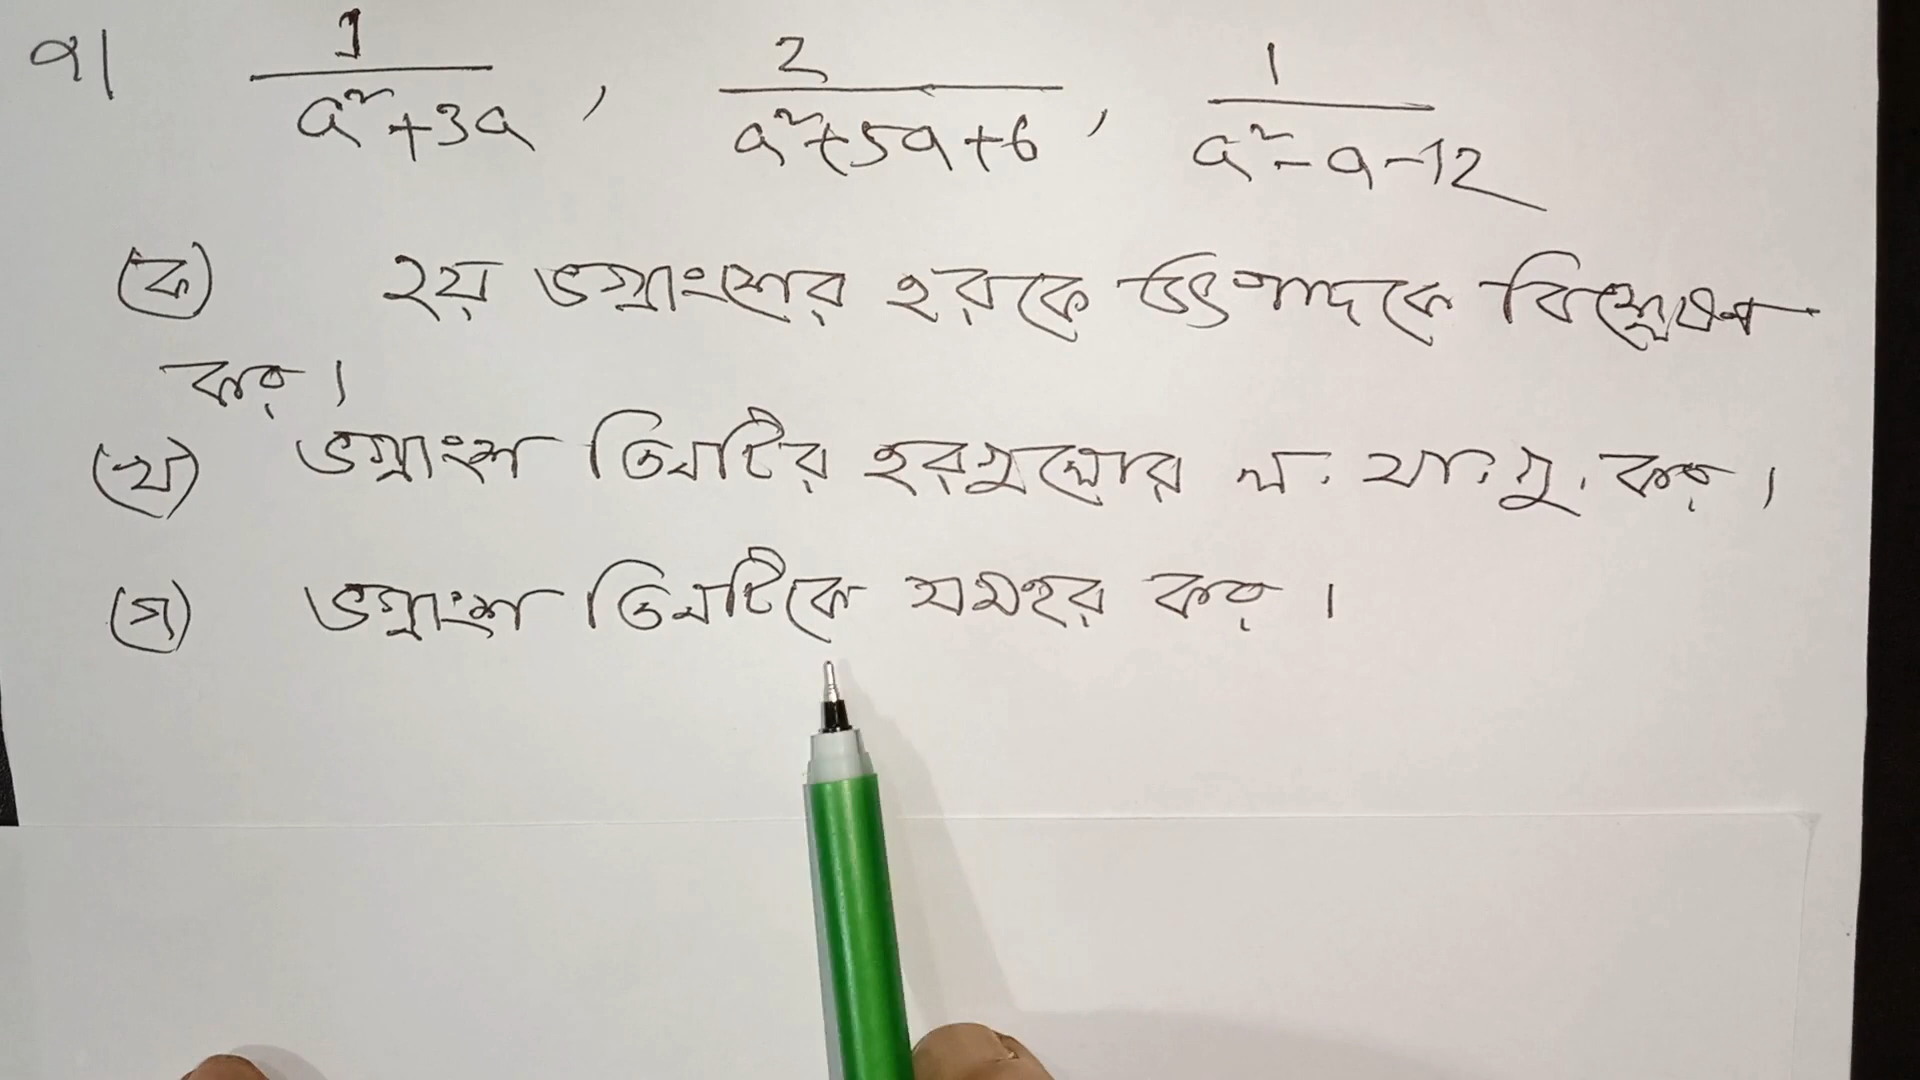 ৭। 1/(a²+3a), 2/(a²+5a+6), 1/(a²-a-12)
(ক) ২য় ভগ্নাংশের হরকে উৎপাদকে বিশ্লেষণ
কর।
(খ) ভগ্নাংশ তিনটির হরগুলোর ল. সা. গু. কর।
(গ) ভগ্নাংশ তিনটিকে সমহর কর।